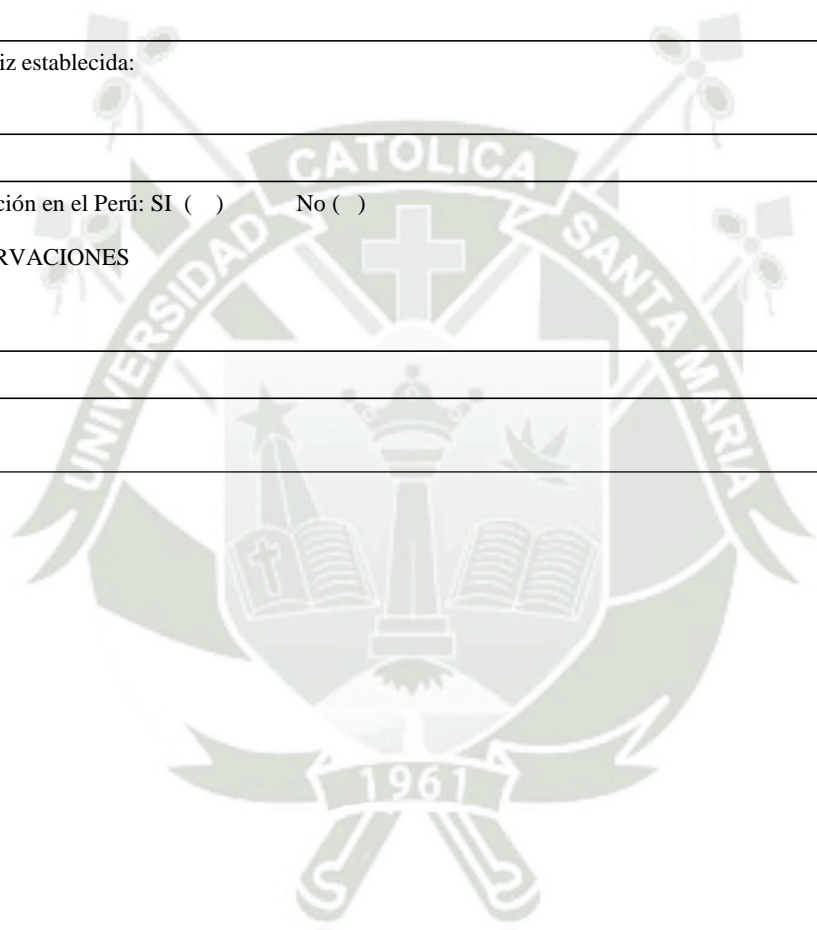 iz establecida:
ción en el Perú: SI ( ) No ( )
RVACIONES
UNIVERSIDAD CATOLICA SANTA MARIA
1961